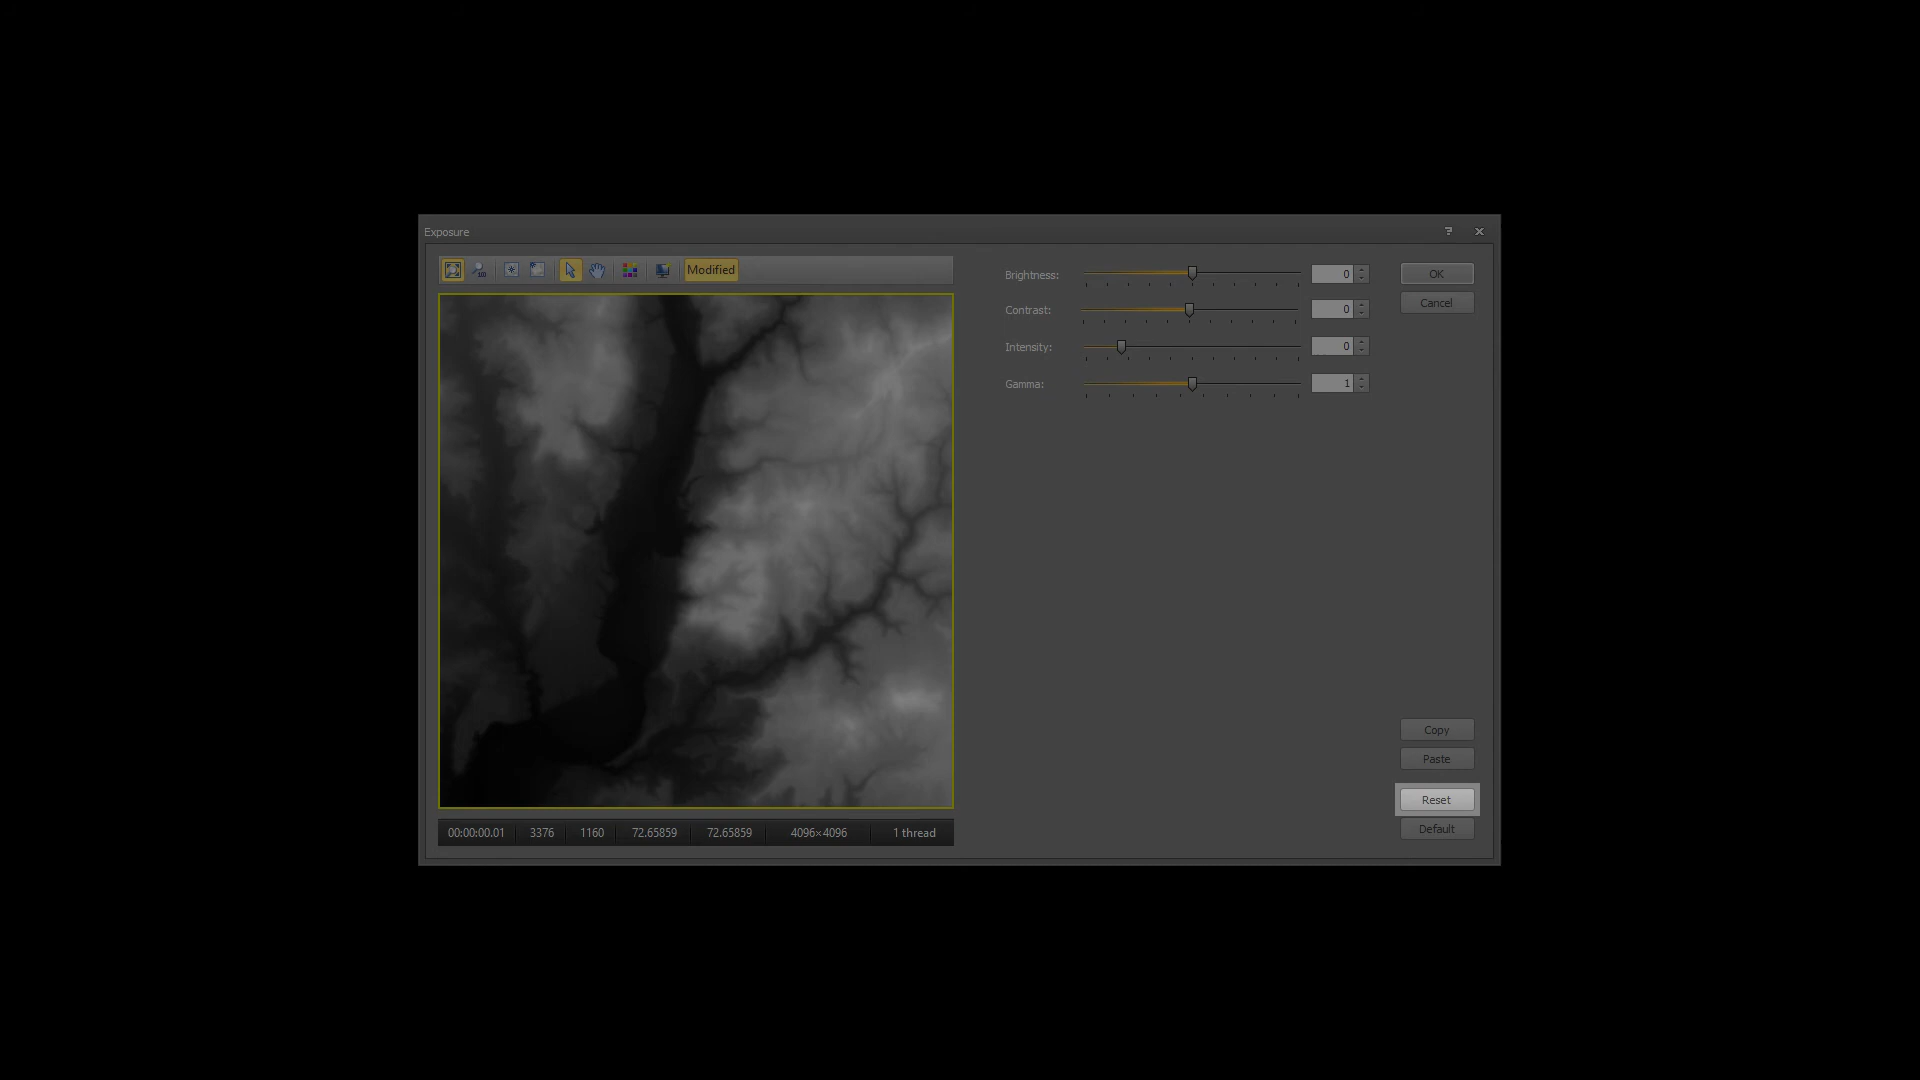 Exposure
Modified
Brightness: 0
OK
Cancel
Contrast: 0
Intensity: 0
Gamma: 1
Copy
Paste
Reset
Default
00:00:00.01 3376 1160 72.65859 72.65859 4096×4096 1 thread